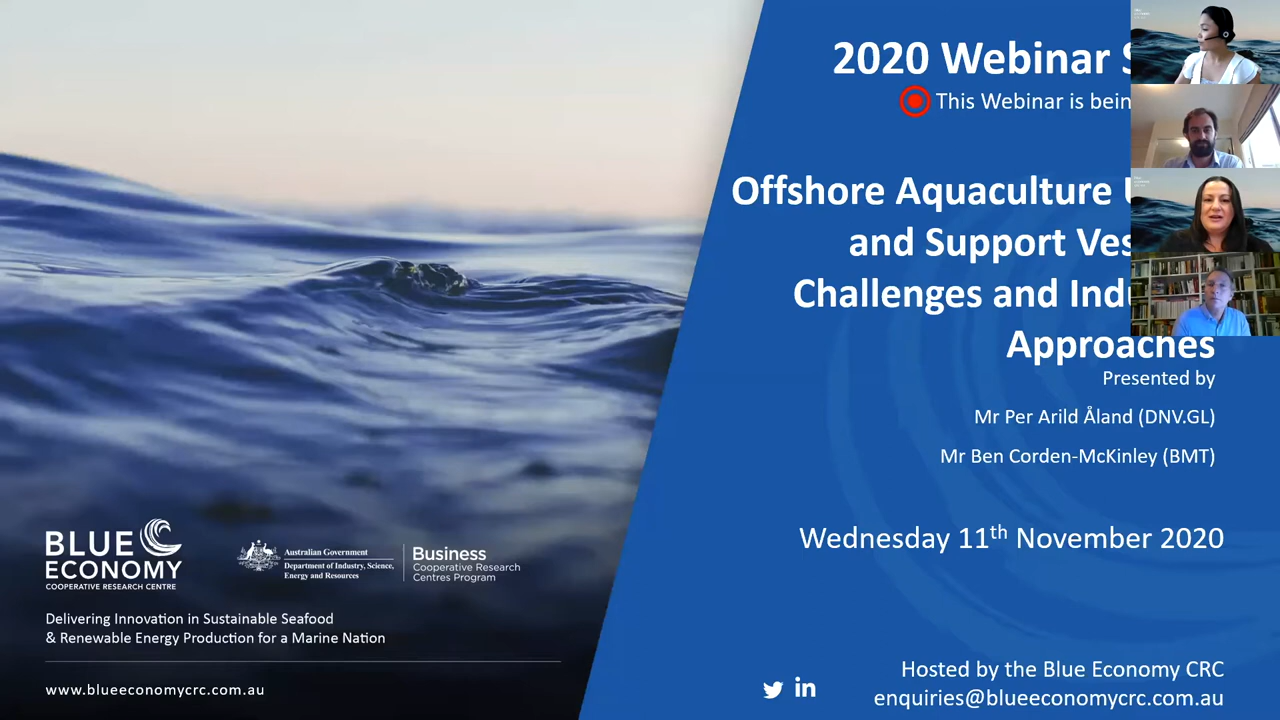 2020 Webinar
This Webinar is
Offshore Aquaculture
and Support
Challenges and
Approaches
Presented by
Mr Per Arild Åland (DNV.GL)
Mr Ben Corden-McKinley (BMT)
Wednesday 11th November 2020
BLUE
ECONOMY
COOPERATIVE RESEARCH CENTRE
Australian Government
Department of Industry, Science,
Energy and Resources
Business
Cooperative Research
Centres Program
Delivering Innovation in Sustainable Seafood
& Renewable Energy Production for a Marine Nation
www.blueeconomycrc.com.au
Hosted by the Blue Economy CRC
enquiries@blueeconomycrc.com.au